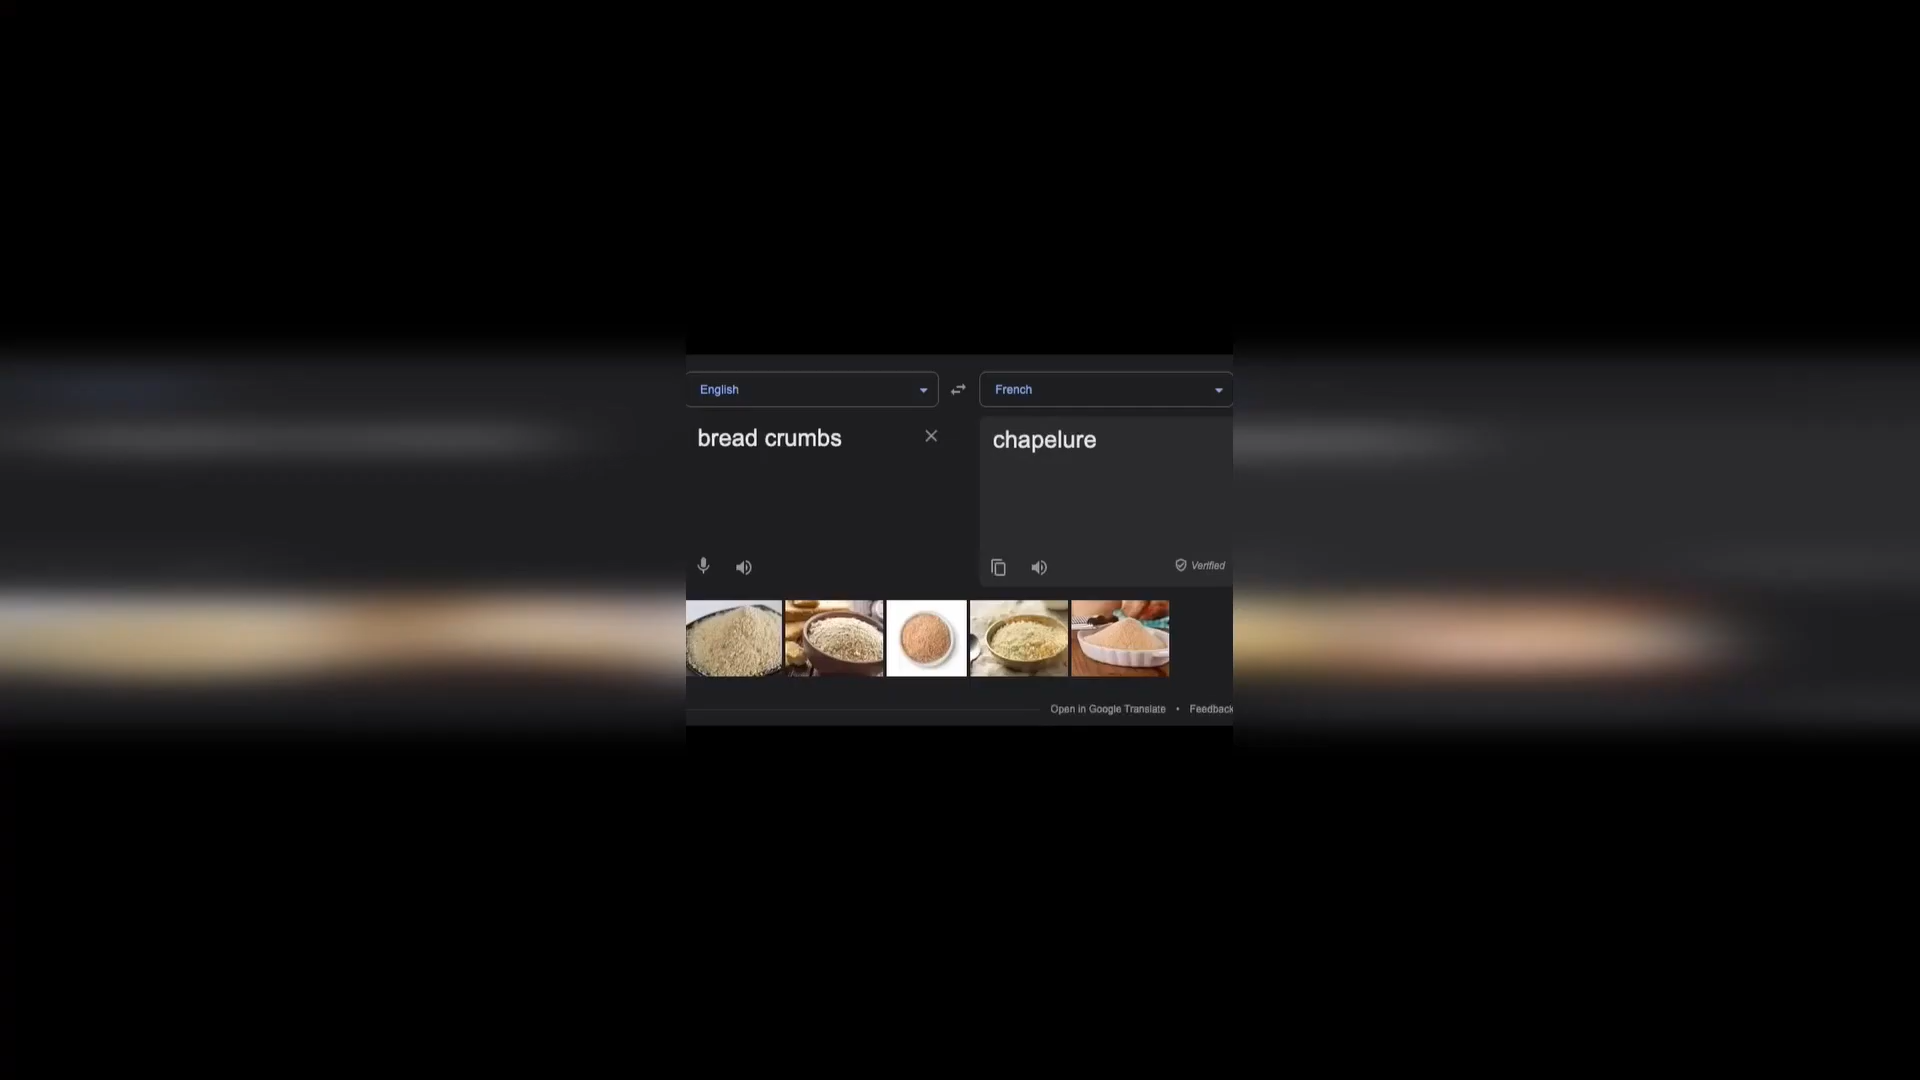 English
French
bread crumbs
chapelure
Verified
Open in Google Translate • Feedback